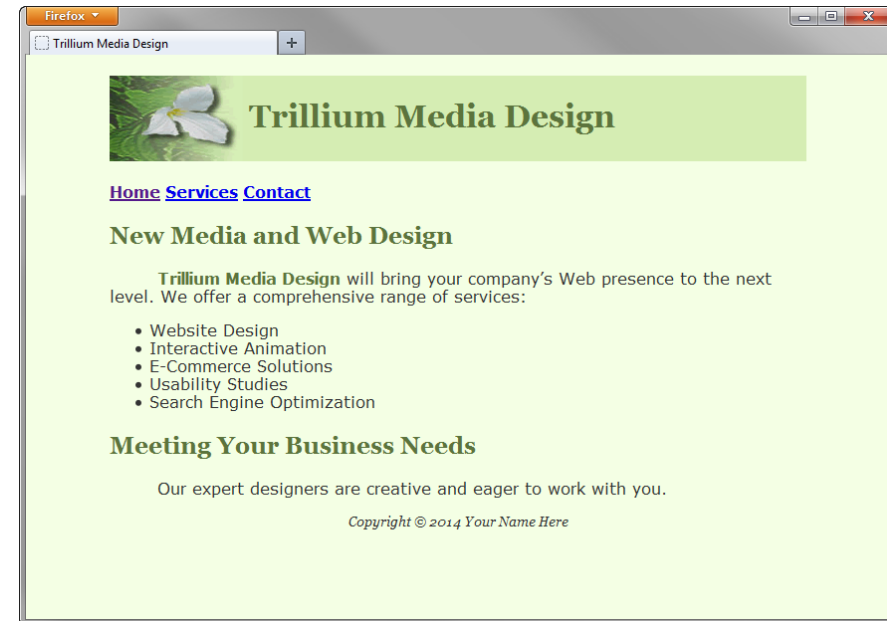 Firefox
Trillium Media Design
Trillium Media Design
Home Services Contact
New Media and Web Design
Trillium Media Design will bring your company’s Web presence to the next
level. We offer a comprehensive range of services:
• Website Design
• Interactive Animation
• E-Commerce Solutions
• Usability Studies
• Search Engine Optimization
Meeting Your Business Needs
Our expert designers are creative and eager to work with you.
Copyright © 2014 Your Name Here